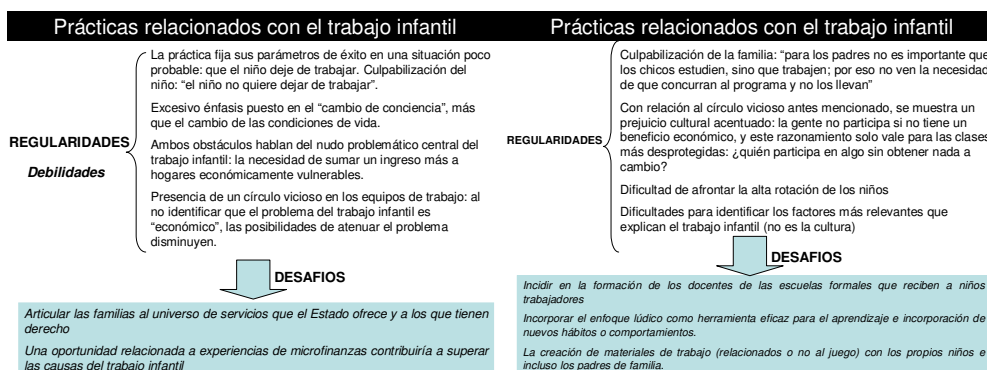 Prácticas relacionados con el trabajo infantil
La práctica fija sus parámetros de éxito en una situación poco
probable: que el niño deje de trabajar. Culpabilización del
niño: “el niño no quiere dejar de trabajar”.
Excesivo énfasis puesto en el “cambio de conciencia”, más
que el cambio de las condiciones de vida.
REGULARIDADES
Debilidades
Ambos obstáculos hablan del nudo problemático central del
trabajo infantil: la necesidad de sumar un ingreso más a
hogares económicamente vulnerables.
Presencia de un círculo vicioso en los equipos de trabajo: al
no identificar que el problema del trabajo infantil es
“económico”, las posibilidades de atenuar el problema
disminuyen.
DESAFIOS
Articular las familias al universo de servicios que el Estado ofrece y a los que tienen
derecho
Una oportunidad relacionada a experiencias de microfinanzas contribuiría a superar
las causas del trabajo infantil
Prácticas relacionados con el trabajo infantil
Culpabilización de la familia: “para los padres no es importante que
los chicos estudien, sino que trabajen; por eso no ven la necesidad
de que concurran al programa y no los llevan”
Con relación al círculo vicioso antes mencionado, se muestra un
prejuicio cultural acentuado: la gente no participa si no tiene un
beneficio económico, y este razonamiento solo vale para las clases
más desprotegidas: ¿quién participa en algo sin obtener nada a
cambio?
REGULARIDADES
Dificultad de afrontar la alta rotación de los niños
Dificultades para identificar los factores más relevantes que
explican el trabajo infantil (no es la cultura)
DESAFIOS
Incidir en la formación de los docentes de las escuelas formales que reciben a niños
trabajadores
Incorporar el enfoque lúdico como herramienta eficaz para el aprendizaje e incorporación de
nuevos hábitos o comportamientos.
La creación de materiales de trabajo (relacionados o no al juego) con los propios niños e
incluso los padres de familia.